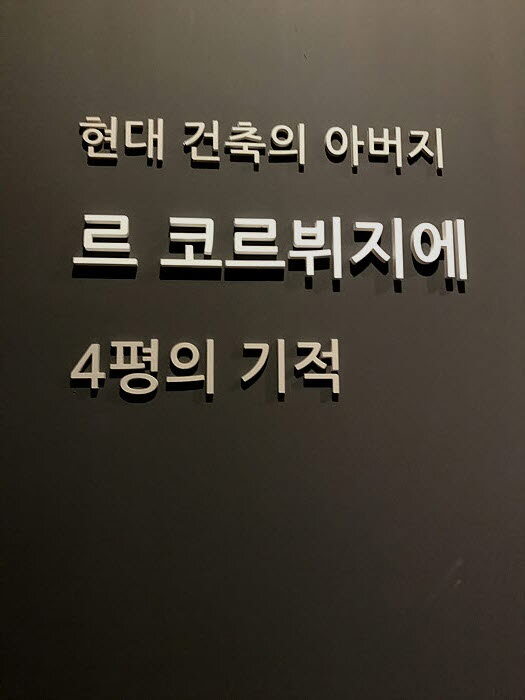 현대 건축의 아버지
르 코르뷔지에
4평의 기적